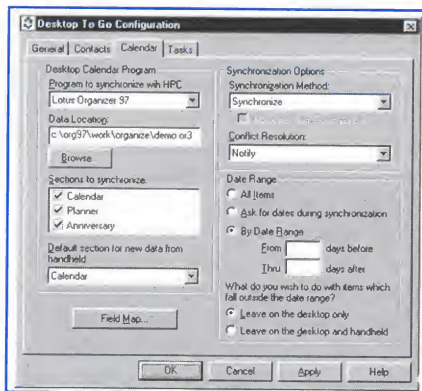 Desktop To Go Configuration
General Contacts Calendar Tasks
Desktop Calendar Program
Program to synchronize wih HPC
Lotus Organizer 97
Data Location:
c:\org97\work\organize\demo.or3
Browse
Sections to synchronize:
Calendar
Planner
Anniversary
Default section for new data from
handheld:
Calendar
Field Map...
Synchronization Options
Synchronization Method:
Synchronize
Conflict Resolution:
Notify
Date Range
All Items
Ask for dates during synchronization
By Date Range
From days before
Thru days after
What do you wish to do with items which
fall outside the date range?
Leave on the desktop only
Leave on the desktop and handheld
OK Cancel Apply Help